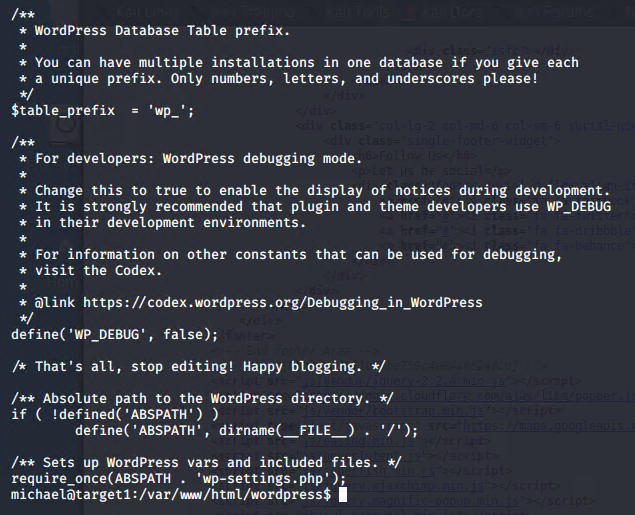 /**
 * WordPress Database Table prefix.
 *
 * You can have multiple installations in one database if you give each
 * a unique prefix. Only numbers, letters, and underscores please!
 */
$table_prefix  = 'wp_';

/**
 * For developers: WordPress debugging mode.
 *
 * Change this to true to enable the display of notices during development.
 * It is strongly recommended that plugin and theme developers use WP_DEBUG
 * in their development environments.
 *
 * For information on other constants that can be used for debugging,
 * visit the Codex.
 *
 * @link https://codex.wordpress.org/Debugging_in_WordPress
 */
define('WP_DEBUG', false);

/* That's all, stop editing! Happy blogging. */

/** Absolute path to the WordPress directory. */
if ( !defined('ABSPATH') )
        define('ABSPATH', dirname(__FILE__) . '/');

/** Sets up WordPress vars and included files. */
require_once(ABSPATH . 'wp-settings.php');
michael@target1:/var/www/html/wordpress$